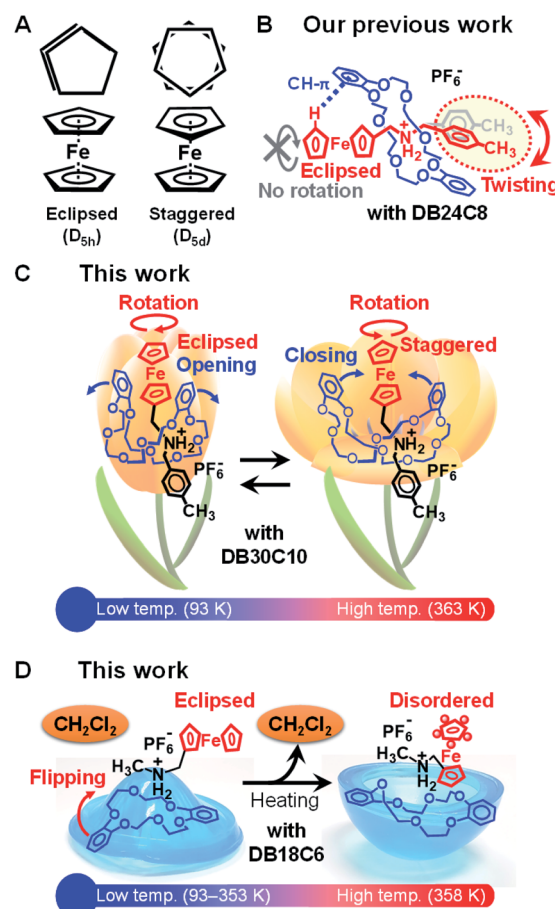 A
B Our previous work
Fe
Fe
Eclipsed
(D5h)
Staggered
(D5d)
CH-π
O
O
O
O
O
O
O
O
PF6-
H
Fe
N+
H2
CH3
CH3
Eclipsed
No rotation
Twisting
with DB24C8
C This work
Rotation
Rotation
Eclipsed
Opening
Closing
Staggered
Fe
Fe
O
O
O
O
O
O
O
O
NH2+
NH2+
PF6-
PF6-
CH3
CH3
with
DB30C10
Low temp. (93 K)
High temp. (363 K)
D This work
CH2Cl2
Eclipsed
CH2Cl2
Disordered
PF6-
Fe
PF6-
Fe
H3C
N+
H2
H3C
N+
H2
Flipping
Heating
O
O
O
O
O
O
O
O
O
O
O
O
with
DB18C6
Low temp. (93–353 K)
High temp. (358 K)